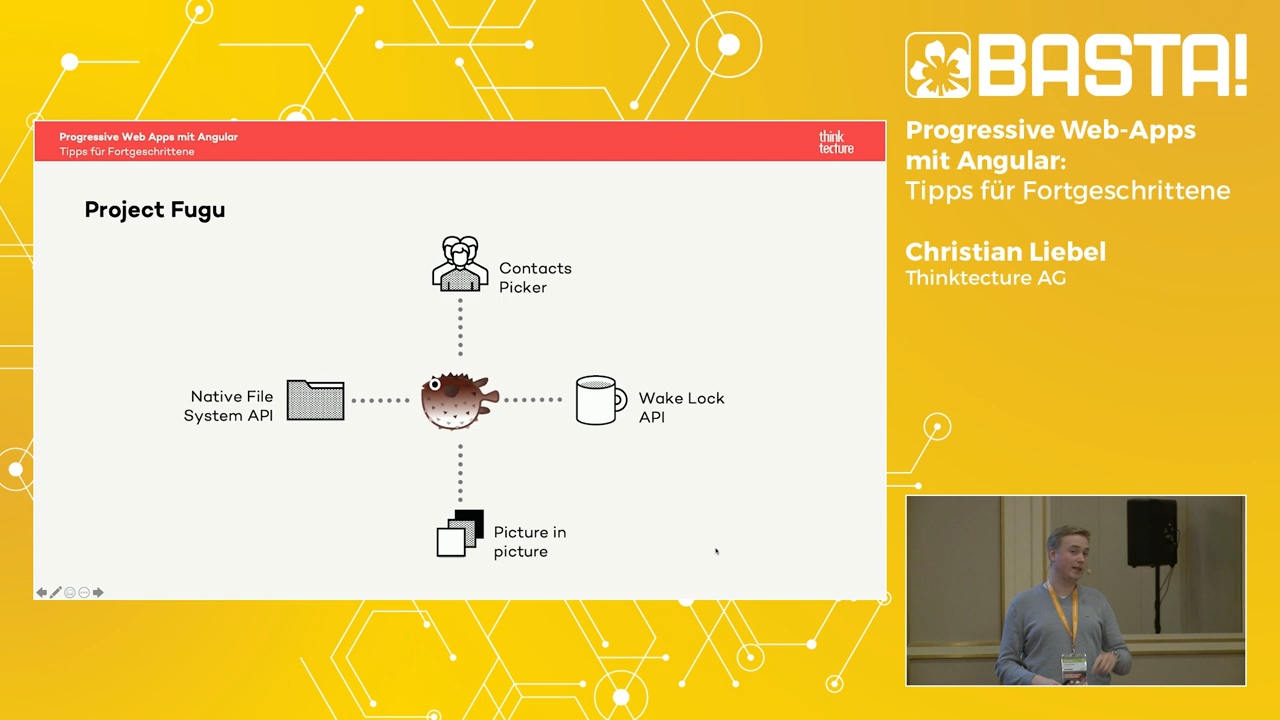 BASTA!
Progressive Web-Apps
mit Angular:
Tipps für Fortgeschrittene
Christian Liebel
Thinktecture AG
Progressive Web Apps mit Angular
Tipps für Fortgeschrittene
think
tecture
Project Fugu
Contacts
Picker
Native File
System API
Wake Lock
API
Picture in
picture